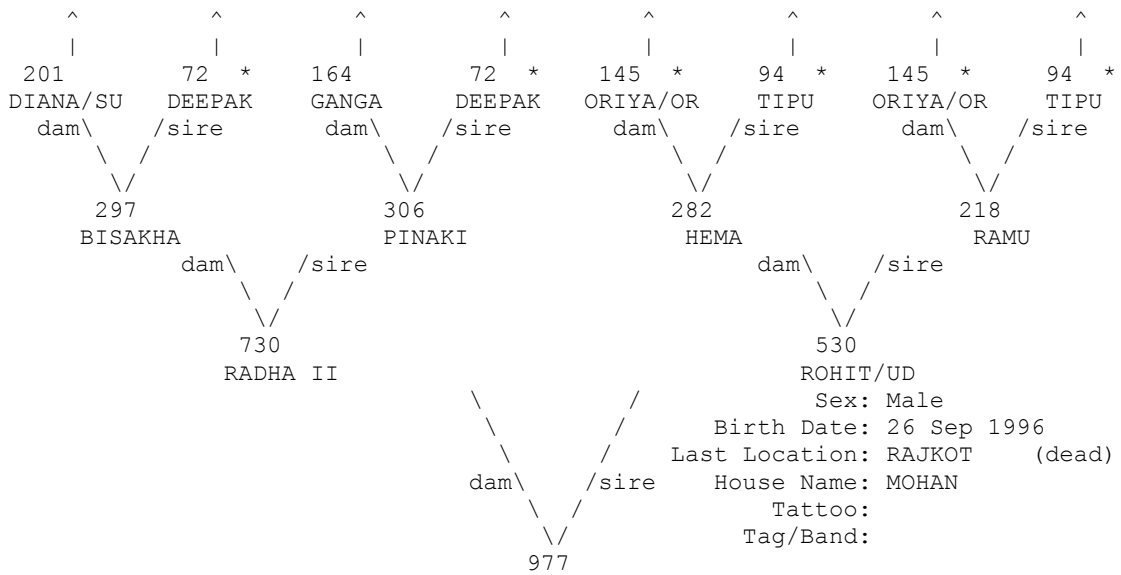 ^ ^ ^ ^ ^ ^ ^ ^
| | | | | | | |
201 72 * 164 72 * 145 * 94 * 145 * 94 *
DIANA/SU DEEPAK GANGA DEEPAK ORIYA/OR TIPU ORIYA/OR TIPU
dam\ /sire dam\ /sire dam\ /sire dam\ /sire
\ / \ / \ / \ /
\/ \/ \/ \/
297 306 282 218
BISAKHA PINAKI HEMA RAMU
dam\ /sire dam\ /sire
\ / \ /
\/ \/
730 530
RADHA II ROHIT/UD
\ / Sex: Male
\ / Birth Date: 26 Sep 1996
\ / Last Location: RAJKOT (dead)
dam\ /sire House Name: MOHAN
\ / Tattoo:
\/ Tag/Band:
977